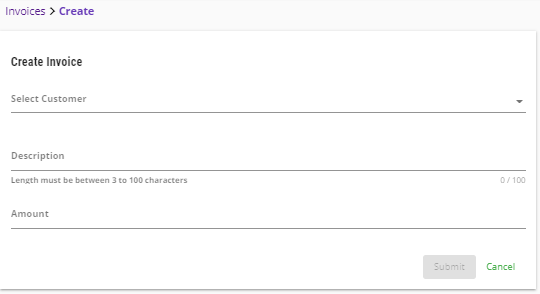 Invoices > Create
Create Invoice
Select Customer
Description
Length must be between 3 to 100 characters
0 / 100
Amount
Submit
Cancel